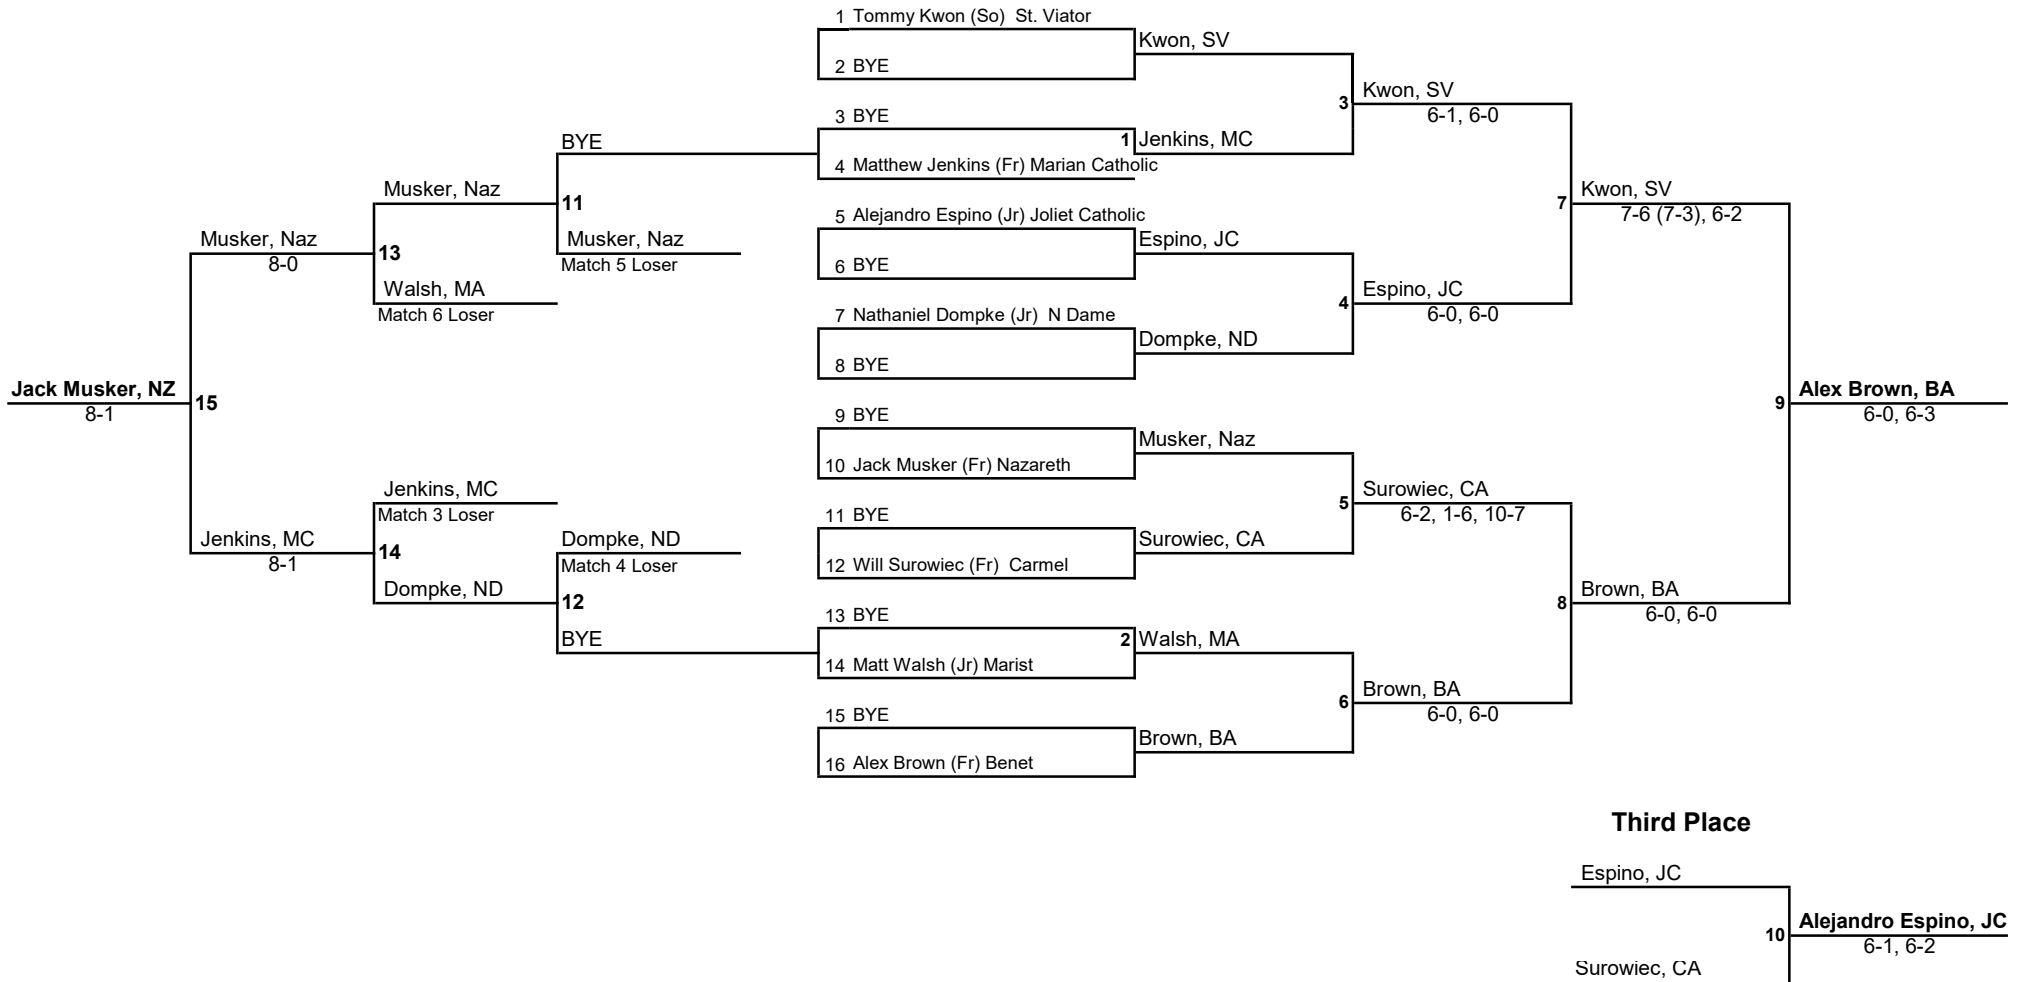 1 Tommy Kwon (So) St. Viator
Kwon, SV
2 BYE
Kwon, SV
3
6-1, 6-0
3 BYE
BYE
1 Jenkins, MC
4 Matthew Jenkins (Fr) Marian Catholic
Musker, Naz
11
Kwon, SV
7
7-6 (7-3), 6-2
5 Alejandro Espino (Jr) Joliet Catholic
Musker, Naz
8-0
13
Musker, Naz
Match 5 Loser
Espino, JC
6 BYE
Walsh, MA
Match 6 Loser
Espino, JC
4
6-0, 6-0
7 Nathaniel Dompke (Jr) N Dame
Dompke, ND
8 BYE
Jack Musker, NZ
8-1
15
Alex Brown, BA
9
6-0, 6-3
9 BYE
Musker, Naz
10 Jack Musker (Fr) Nazareth
Jenkins, MC
Match 3 Loser
Surowiec, CA
5
6-2, 1-6, 10-7
11 BYE
Jenkins, MC
8-1
14
Dompke, ND
Match 4 Loser
Surowiec, CA
12 Will Surowiec (Fr) Carmel
Dompke, ND
12
Brown, BA
8
6-0, 6-0
13 BYE
BYE
2 Walsh, MA
14 Matt Walsh (Jr) Marist
Brown, BA
6
6-0, 6-0
15 BYE
Brown, BA
16 Alex Brown (Fr) Benet
Third Place
Espino, JC
Alejandro Espino, JC
10
6-1, 6-2
Surowiec, CA